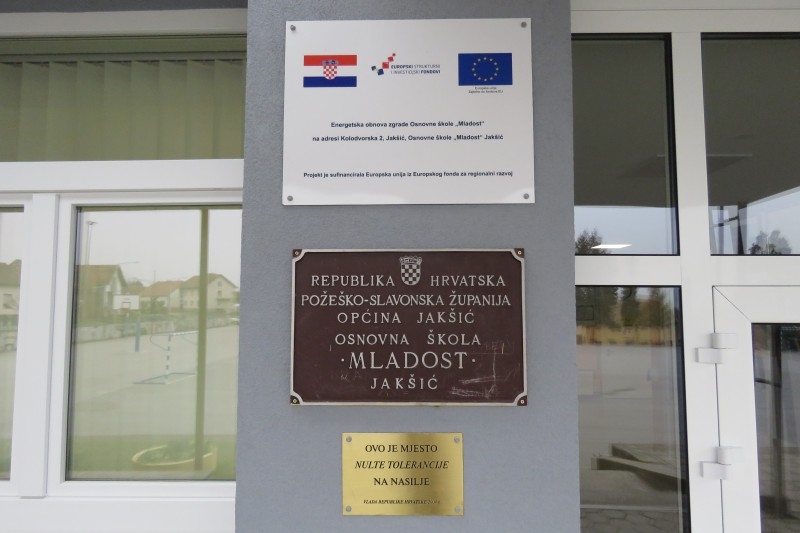 EUROPSKI STRUKTURNI
I INVESTICIJSKI FONDOVI
Energetska obnova zgrade Osnovne škole „Mladost“
na adresi Kolodvorska 2, Jakšić, Osnovne škole „Mladost“ Jakšić
Projekt je sufinancirala Europska unija iz Europskog fonda za regionalni razvoj
REPUBLIKA HRVATSKA
POŽEŠKO-SLAVONSKA ŽUPANIJA
OPĆINA JAKŠIĆ
OSNOVNA ŠKOLA
·MLADOST·
JAKŠIĆ
OVO JE MJESTO
NULTE TOLERANCIJE
NA NASILJE
VLADA REPUBLIKE HRVATSKE